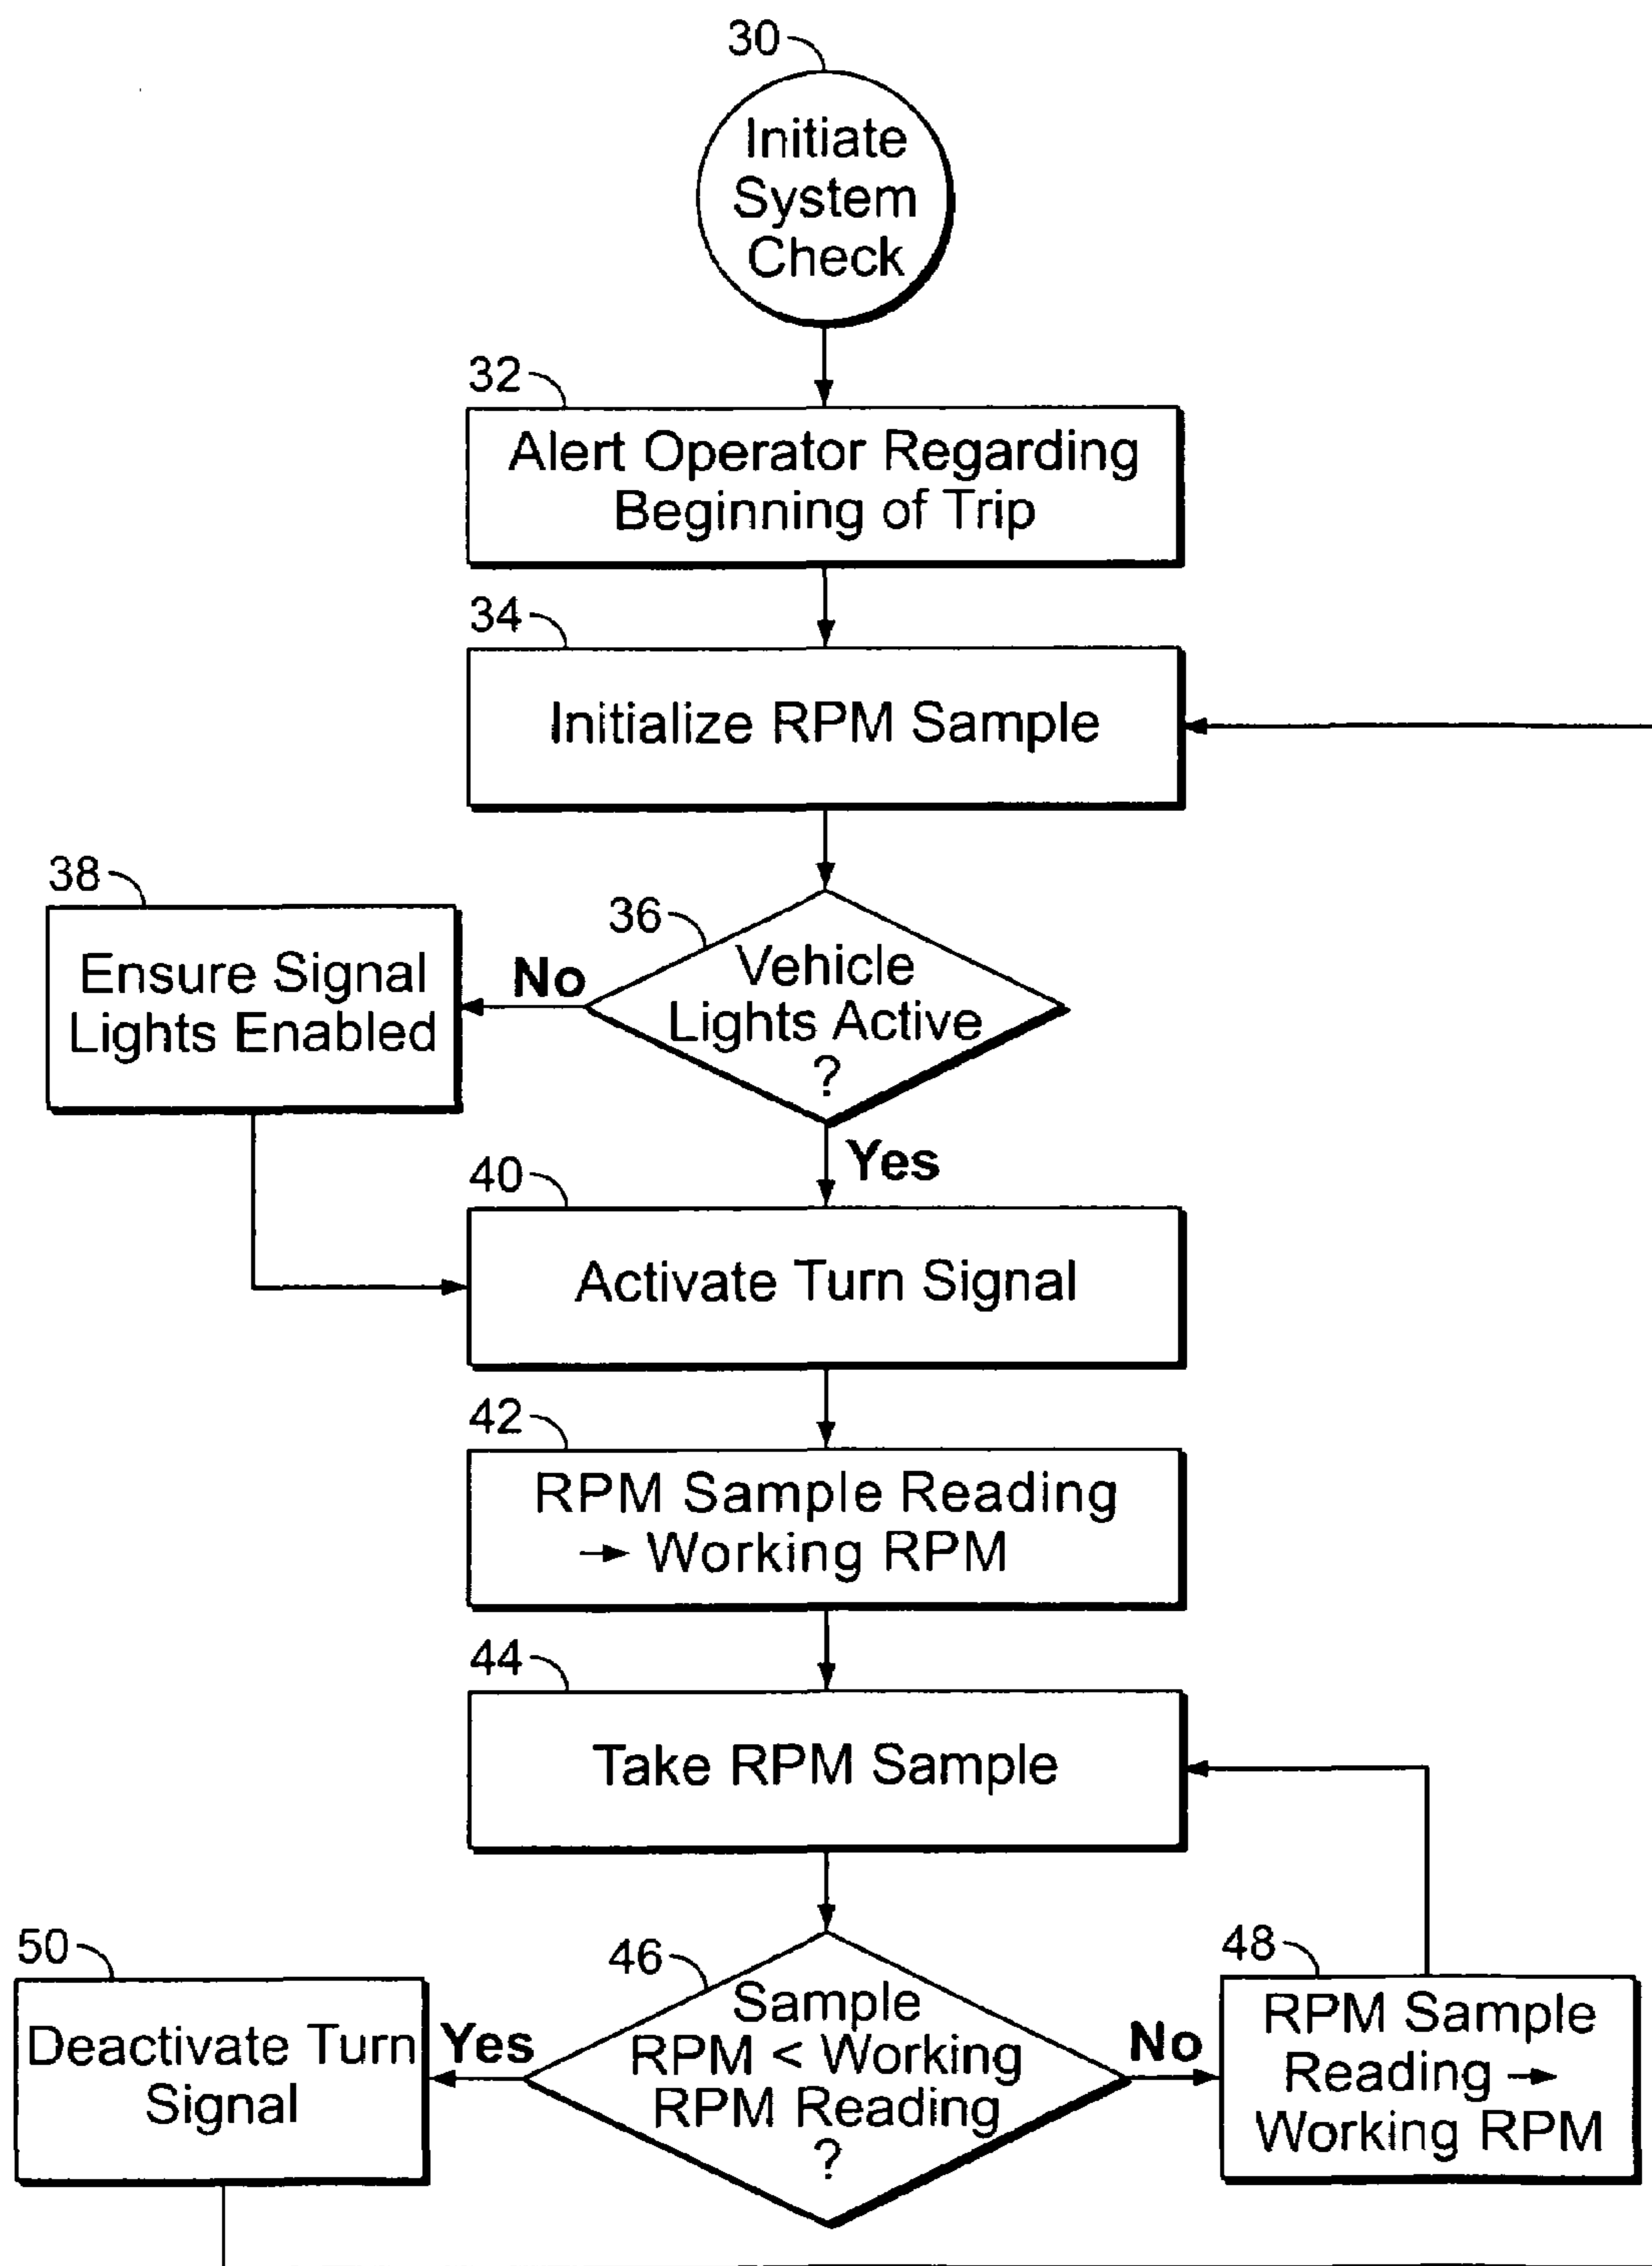 30
Initiate
System
Check
32
Alert Operator Regarding
Beginning of Trip
34
Initialize RPM Sample
38
Ensure Signal
Lights Enabled
No
36
Vehicle
Lights Active
?
Yes
40
Activate Turn Signal
42
RPM Sample Reading
→ Working RPM
44
Take RPM Sample
50
Deactivate Turn
Signal
Yes
46
Sample
RPM < Working
RPM Reading
?
No
48
RPM Sample
Reading →
Working RPM